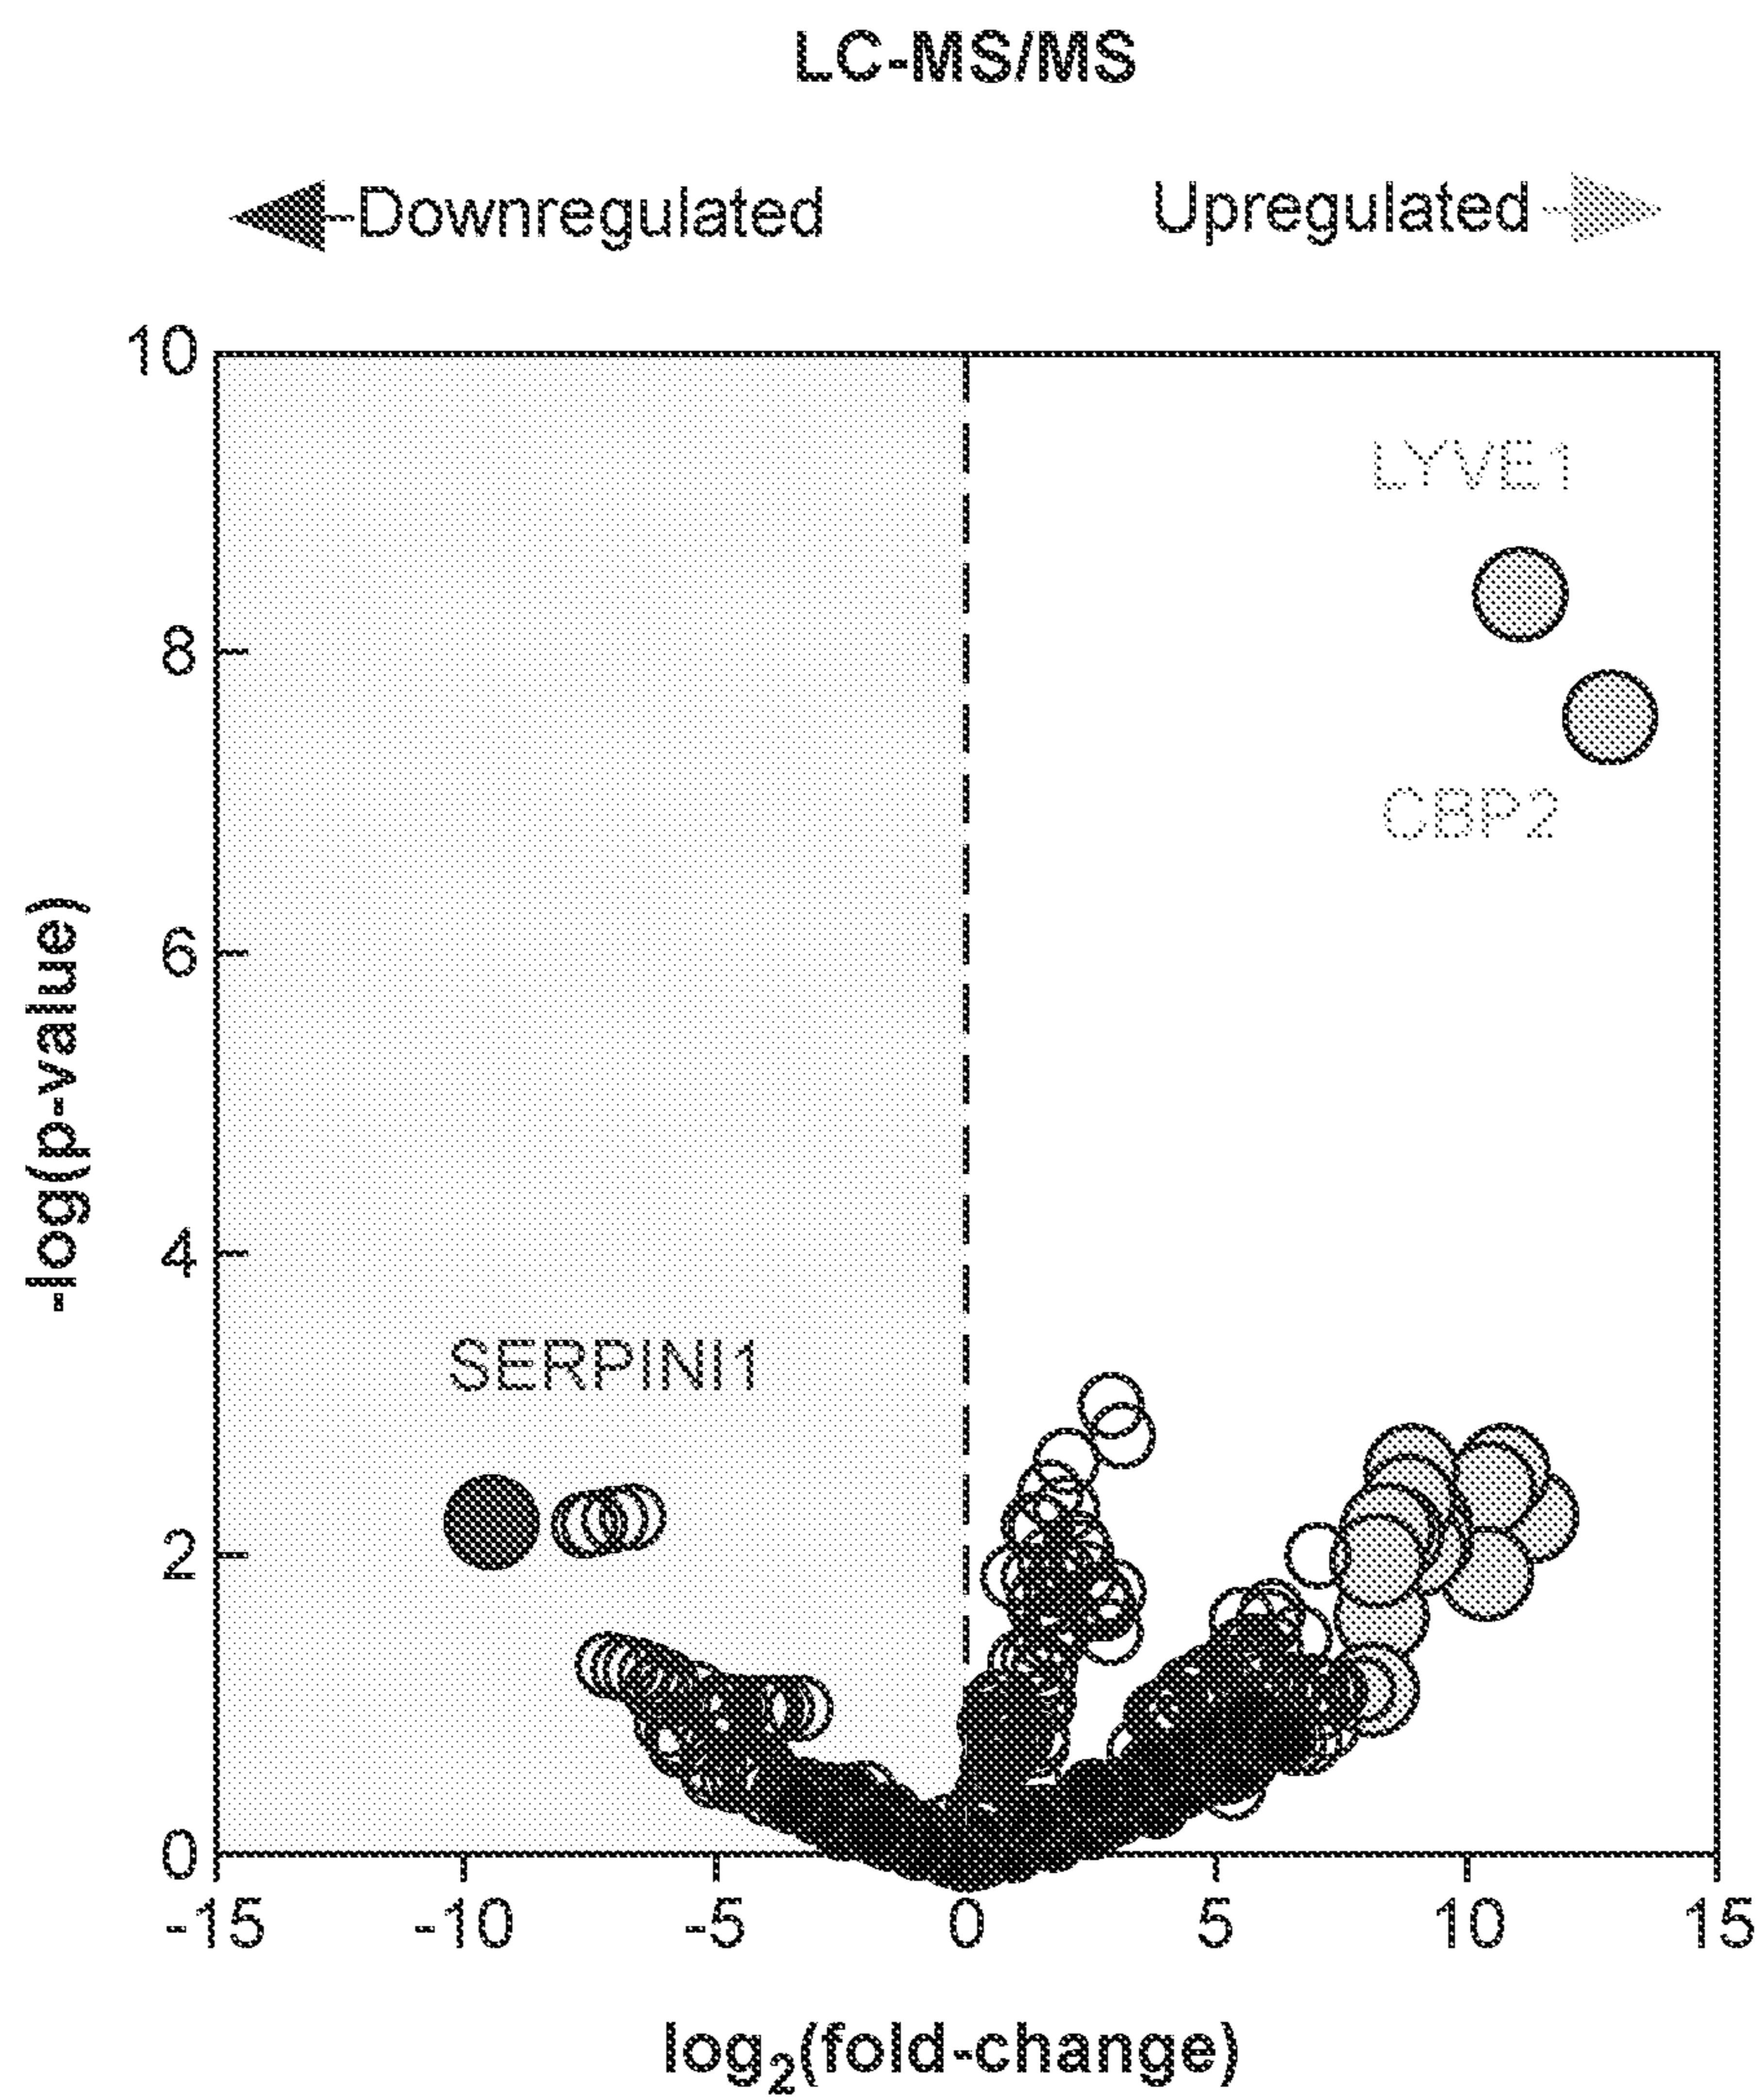 LC-MS/MS
Downregulated
Upregulated
10
LYVE1
8
CBP2
6
-log(p-value)
4
SERPINI1
2
0
-15 -10 -5 0 5 10 15
log₂(fold-change)